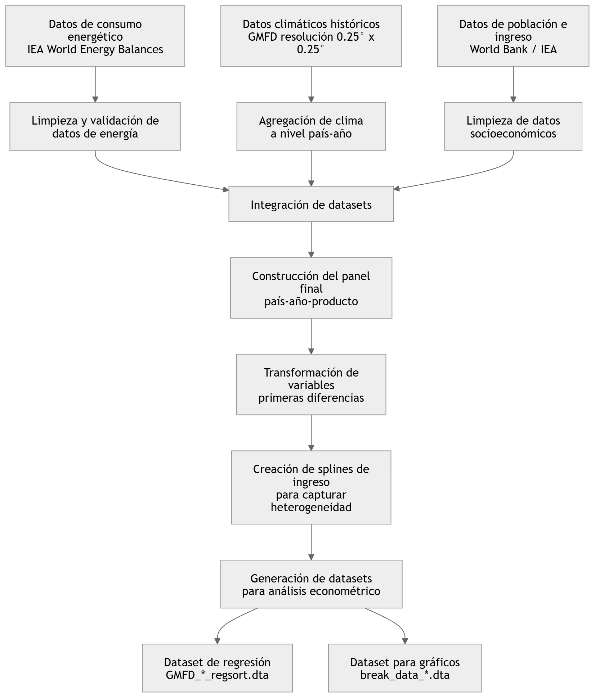 Datos de consumo
energético
IEA World Energy Balances
Datos climáticos históricos
GMFD resolución 0.25° x
0.25°
Datos de población e
ingreso
World Bank / IEA
Limpieza y validación de
datos de energía
Agregación de clima
a nivel país-año
Limpieza de datos
socioeconómicos
Integración de datasets
Construcción del panel
final
país-año-producto
Transformación de
variables
primeras diferencias
Creación de splines de
ingreso
para capturar
heterogeneidad
Generación de datasets
para análisis econométrico
Dataset de regresión
GMFD_*_regsort.dta
Dataset para gráficos
break_data_*.dta